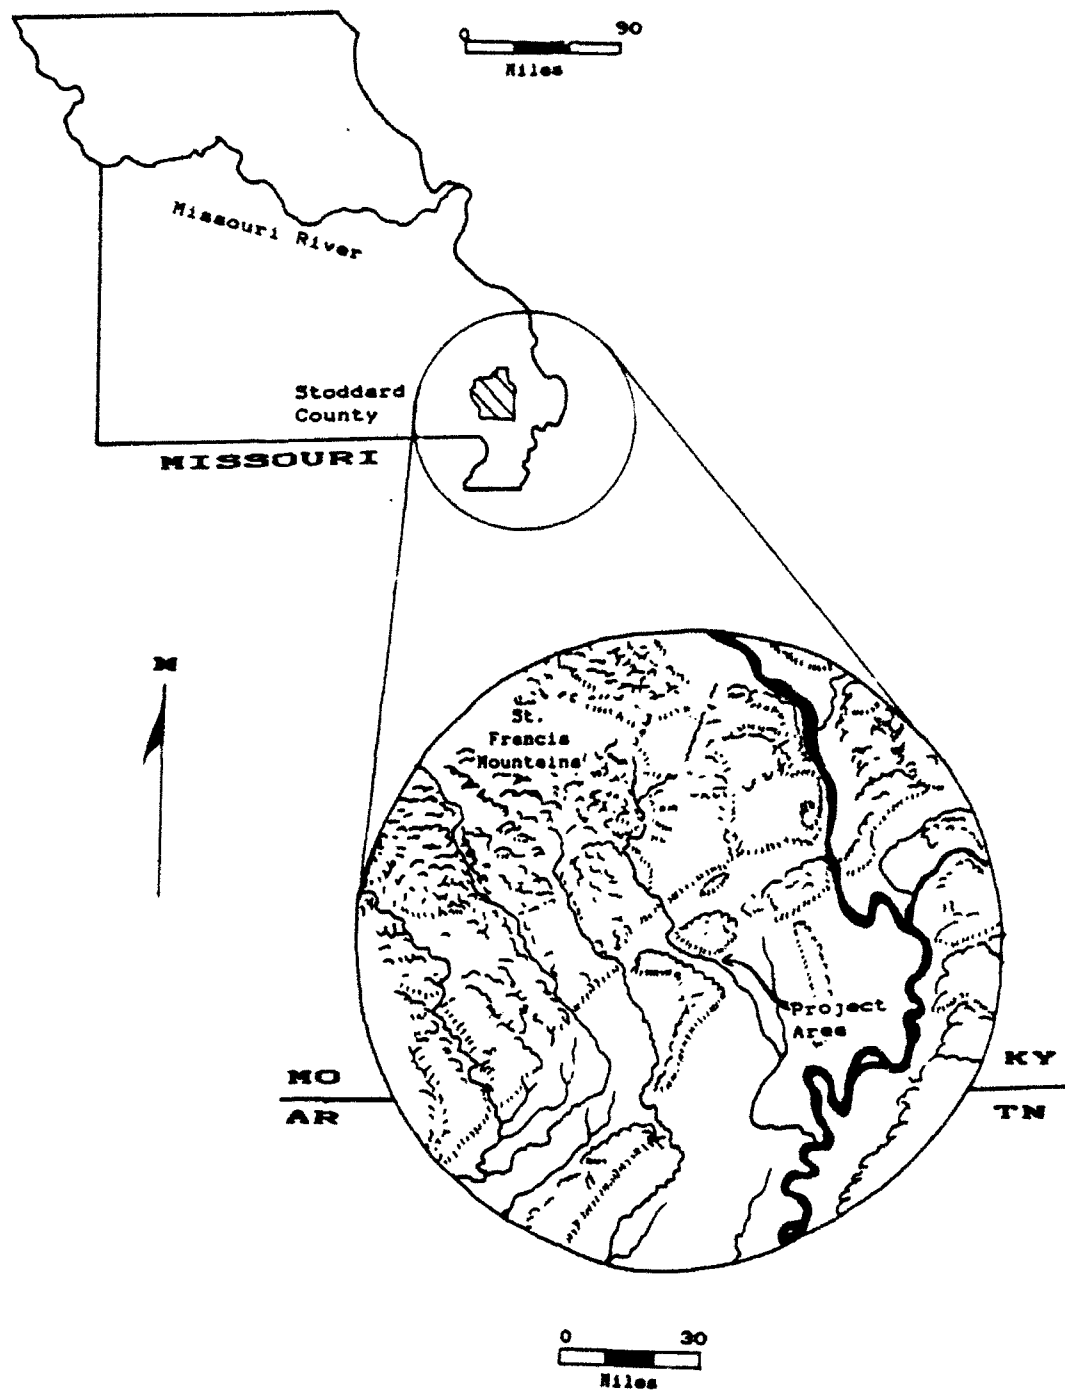 0 90
Miles
Missouri River
Stoddard
County
MISSOURI
N
St.
Francis
Mountains
Project
Area
MO
AR
KY
TN
0 30
Miles